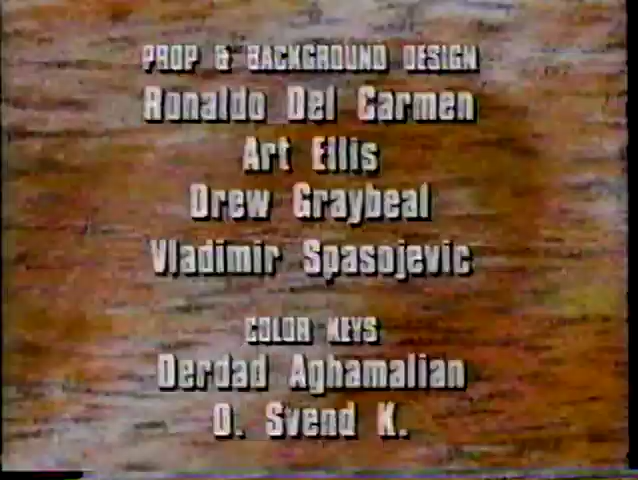 PROP & BACKGROUND DESIGN
Ronaldo Del Carmen
Art Ellis
Drew Graybeal
Vladimir Spasojevic
COLOR KEYS
Derdad Aghamalian
D. Svend K.